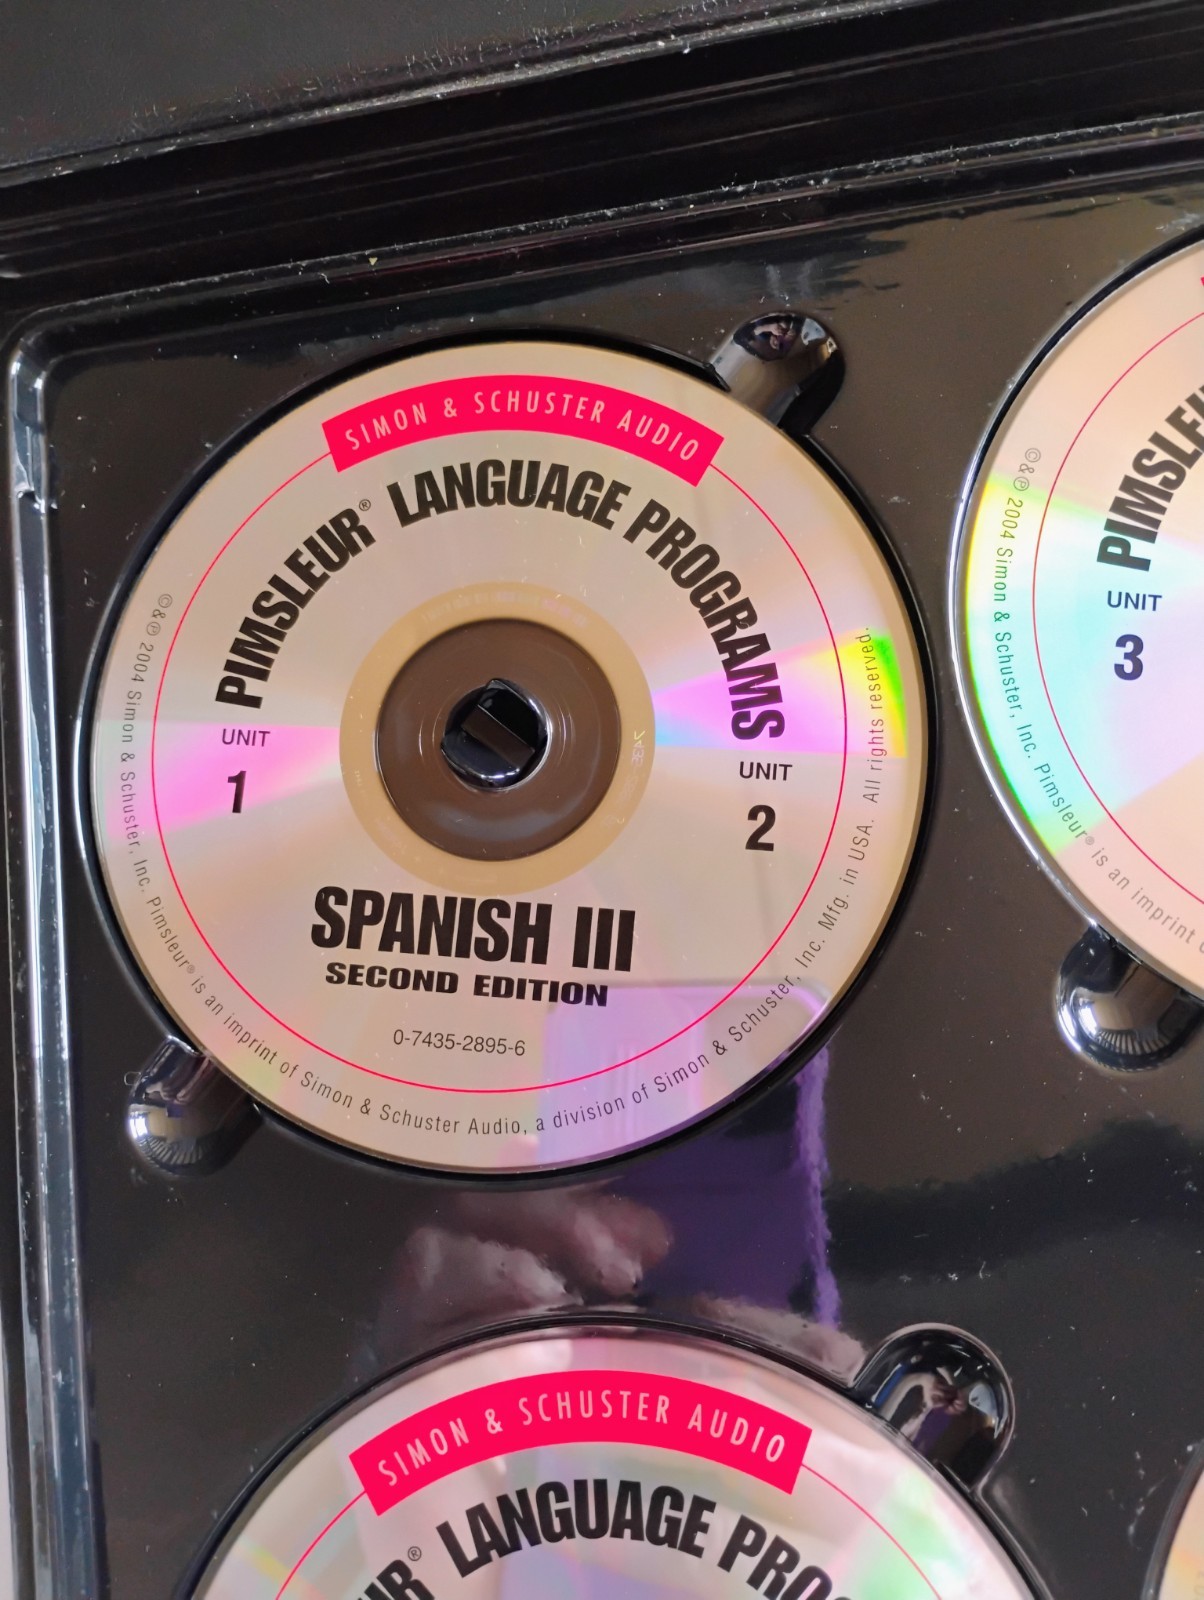 SIMON & SCHUSTER AUDIO
PIMSLEUR® LANGUAGE PROGRAMS
UNIT
1
UNIT
2
SPANISH III
SECOND EDITION
0-7435-2895-6
©&℗ 2004 Simon & Schuster, Inc. Pimsleur® is an imprint of Simon & Schuster Audio, a division of Simon & Schuster, Inc. Mfg. in USA. All rights reserved.
UNIT
3
©&℗ 2004 Simon & Schuster, Inc. Pimsleur® is an imprint
SIMON & SCHUSTER AUDIO
LANGUAGE